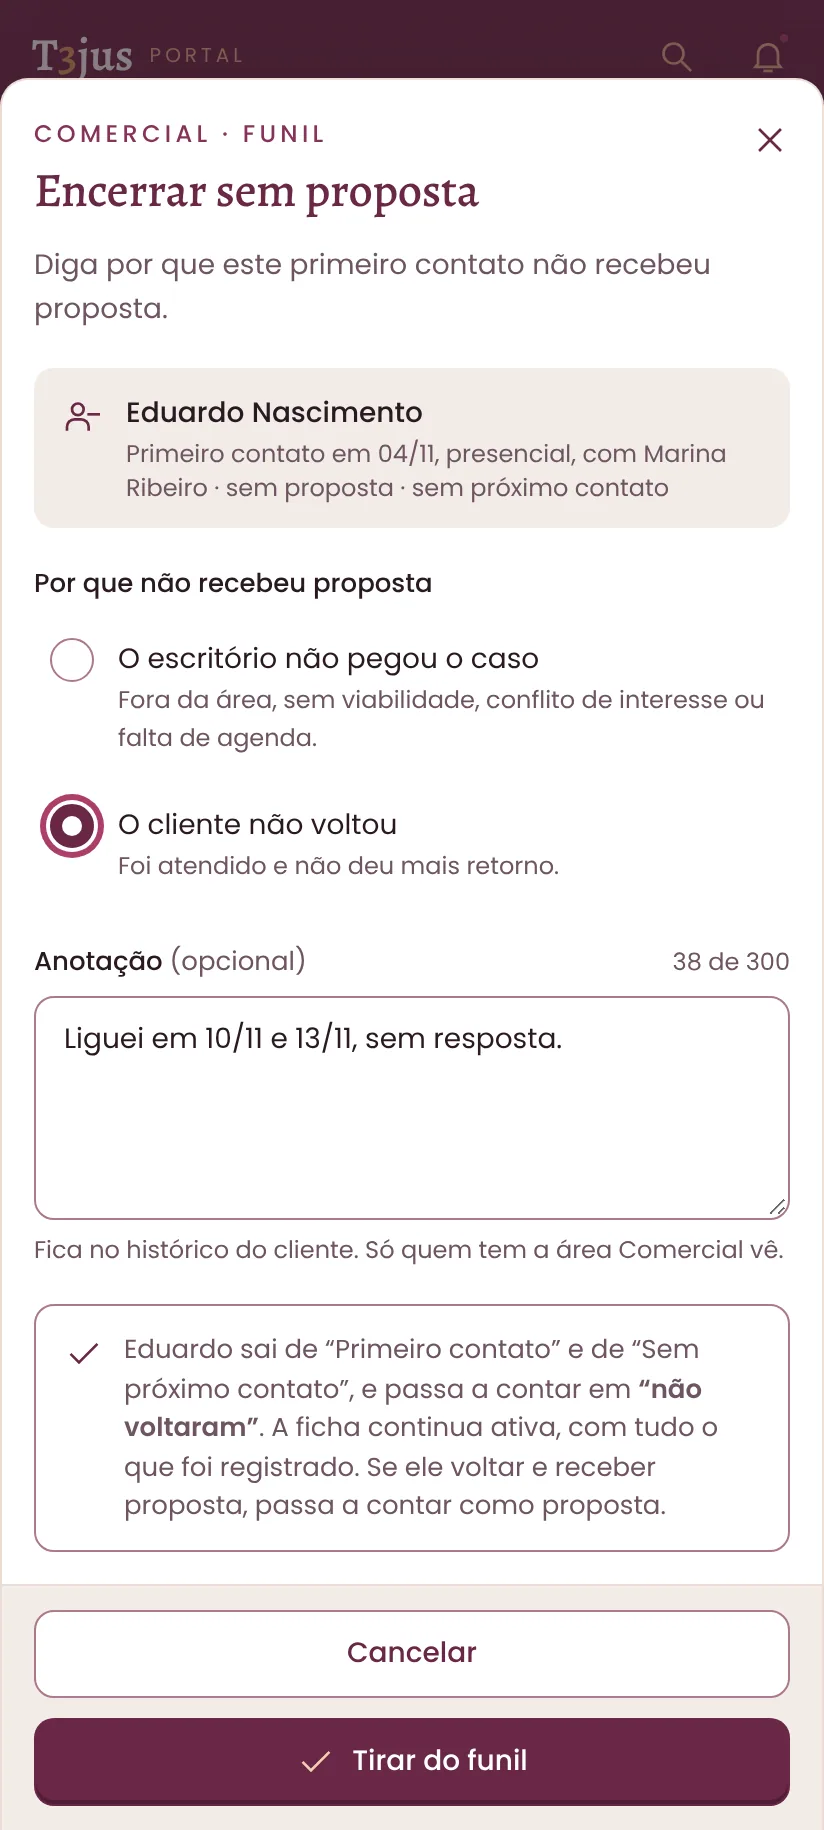 T3jus PORTAL
COMERCIAL · FUNIL
Encerrar sem proposta
Diga por que este primeiro contato não recebeu
proposta.
Eduardo Nascimento
Primeiro contato em 04/11, presencial, com Marina
Ribeiro · sem proposta · sem próximo contato
Por que não recebeu proposta
O escritório não pegou o caso
Fora da área, sem viabilidade, conflito de interesse ou
falta de agenda.
O cliente não voltou
Foi atendido e não deu mais retorno.
Anotação (opcional) 38 de 300
Liguei em 10/11 e 13/11, sem resposta.
Fica no histórico do cliente. Só quem tem a área Comercial vê.
Eduardo sai de “Primeiro contato” e de “Sem
próximo contato”, e passa a contar em “não
voltaram”. A ficha continua ativa, com tudo o
que foi registrado. Se ele voltar e receber
proposta, passa a contar como proposta.
Cancelar
Tirar do funil